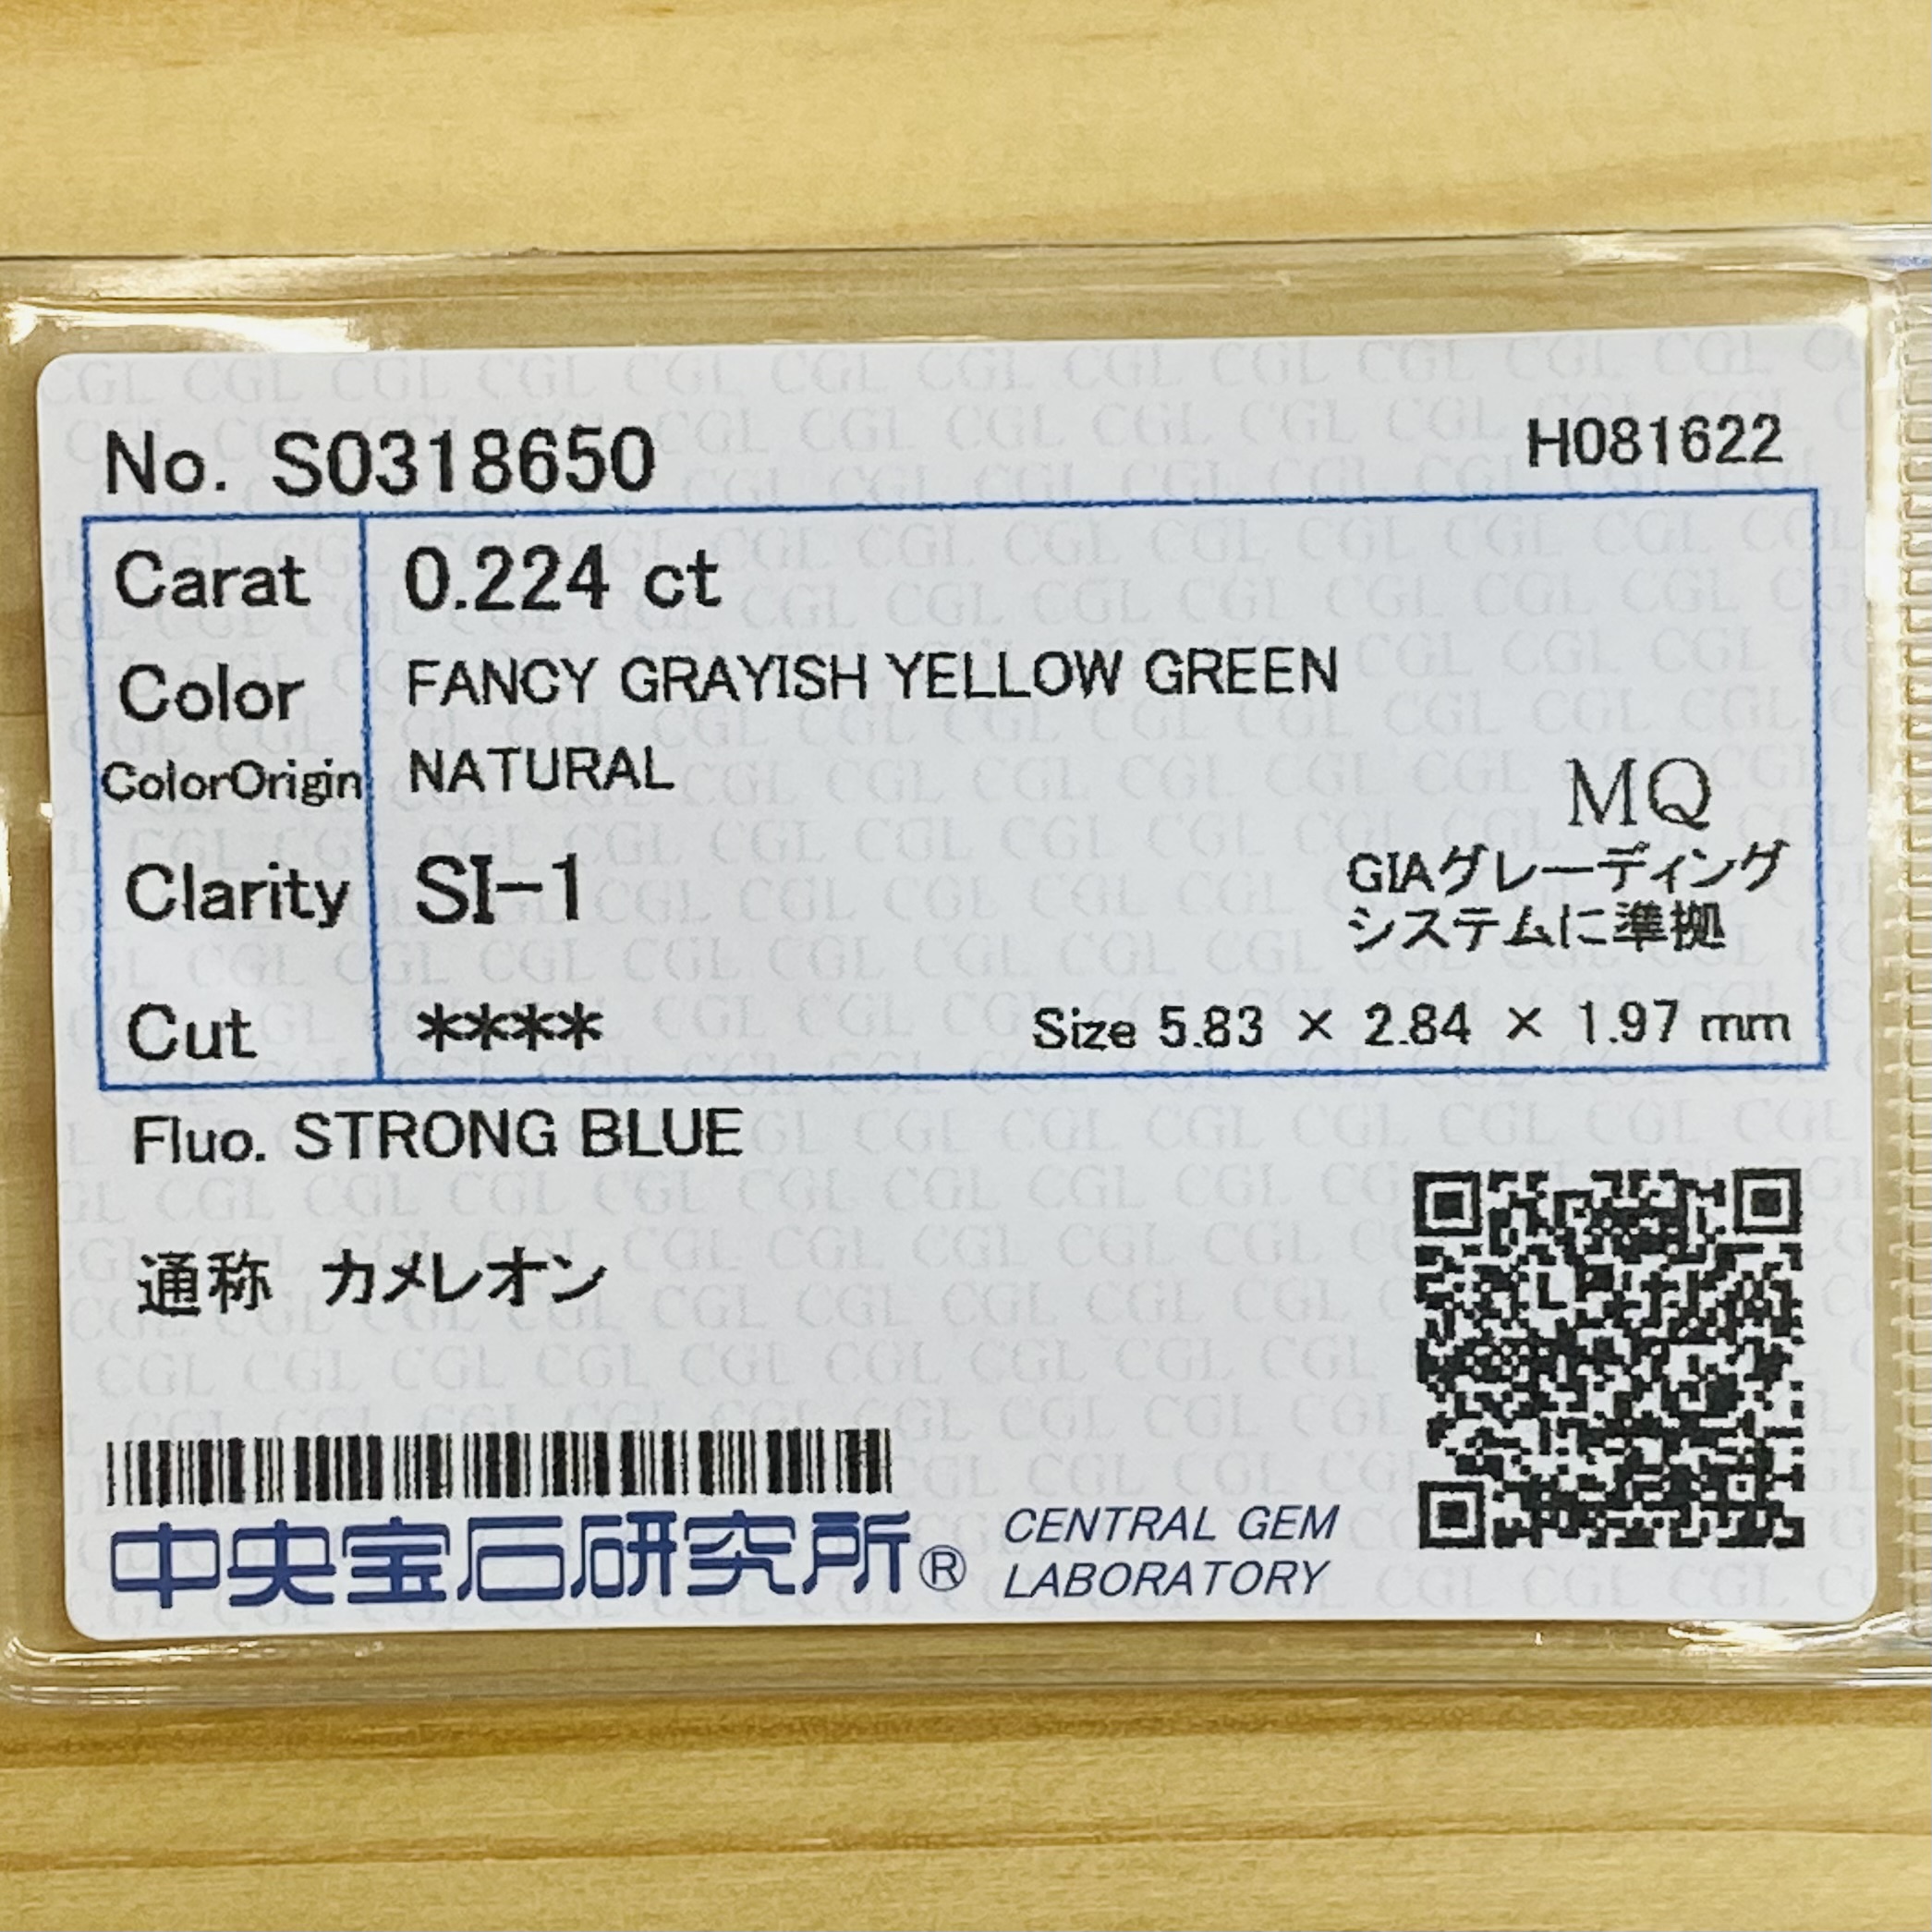 No. S0318650
H081622
Carat 0.224 ct
Color FANCY GRAYISH YELLOW GREEN
ColorOrigin NATURAL
MQ
Clarity SI-1
GIAグレーディング
システムに準拠
Cut **** Size 5.83 × 2.84 × 1.97 mm
Fluo. STRONG BLUE
通称 カメレオン
中央宝石研究所®
CENTRAL GEM
LABORATORY